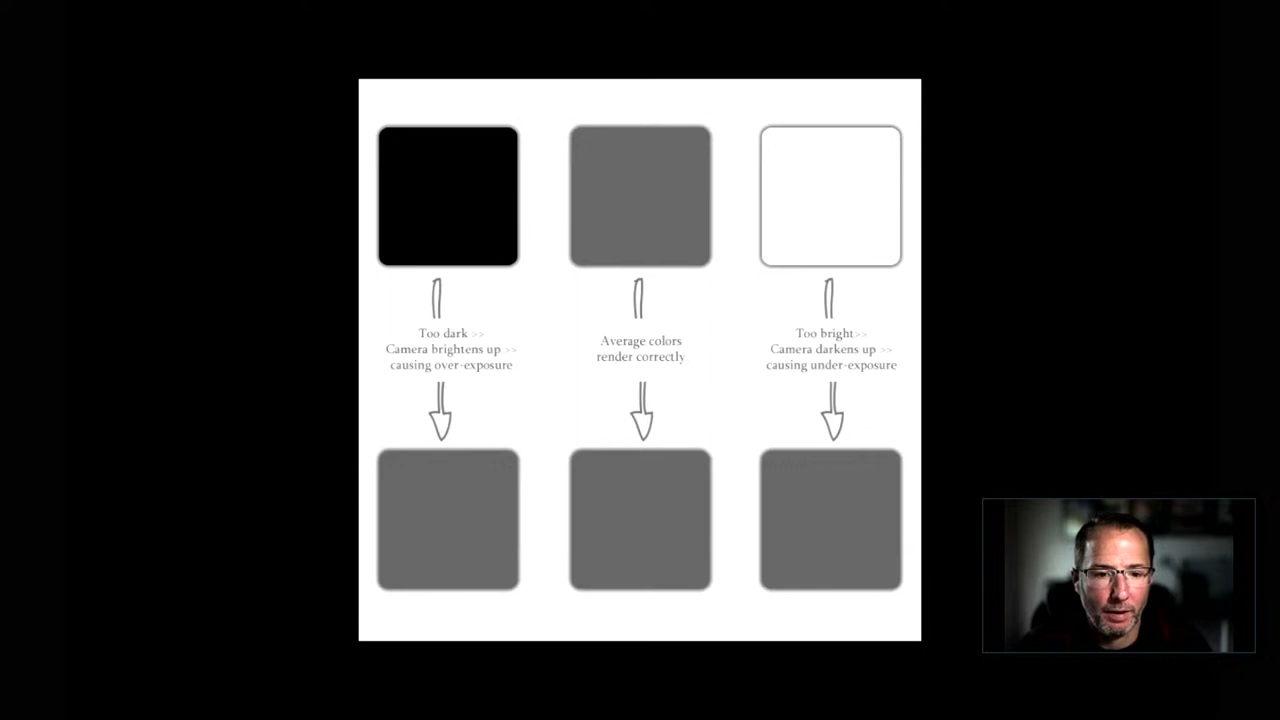 Too dark >>
Camera brightens up >>
causing over-exposure
Average colors
render correctly
Too bright>>
Camera darkens up >>
causing under-exposure